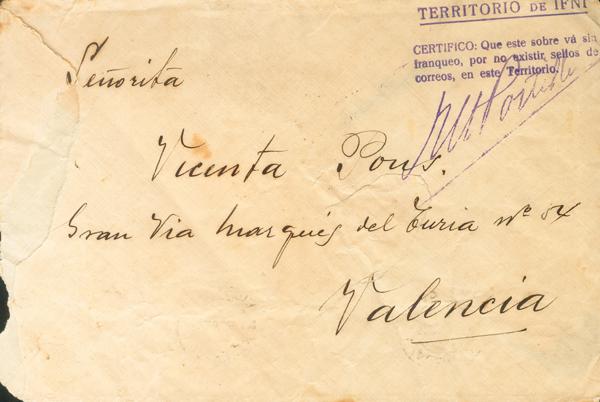 TERRITORIO DE IFNI
CERTIFICO: Que este sobre vá sin
franqueo, por no existir sellos de
correos, en este Territorio.
Señorita
Vicenta Pons.
Gran Via Marqués del Turia nº 54
Valencia